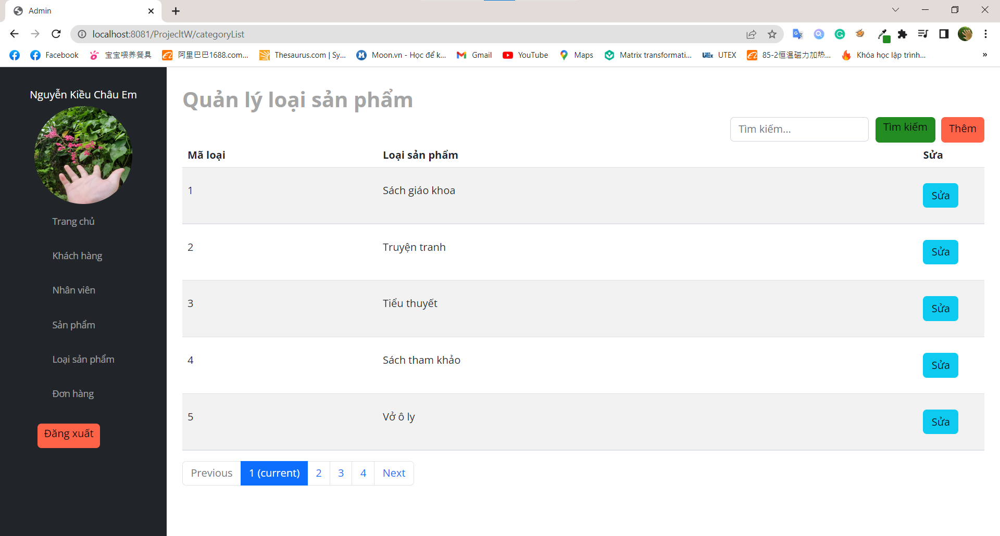 Admin
localhost:8081/ProjecltW/categoryList
Facebook 宝宝喂养餐具 阿里巴巴1688.com... Thesaurus.com | Sy... Moon.vn - Học để k... Gmail YouTube Maps Matrix transformati... UTEX 85-2恒温磁力加热... Khóa học lập trình... »
Nguyễn Kiều Châu Em
Trang chủ
Khách hàng
Nhân viên
Sản phẩm
Loại sản phẩm
Đơn hàng
Đăng xuất
Quản lý loại sản phẩm
Tìm kiếm... Tìm kiếm Thêm
Mã loại Loại sản phẩm Sửa
1 Sách giáo khoa Sửa
2 Truyện tranh Sửa
3 Tiểu thuyết Sửa
4 Sách tham khảo Sửa
5 Vở ô ly Sửa
Previous 1 (current) 2 3 4 Next